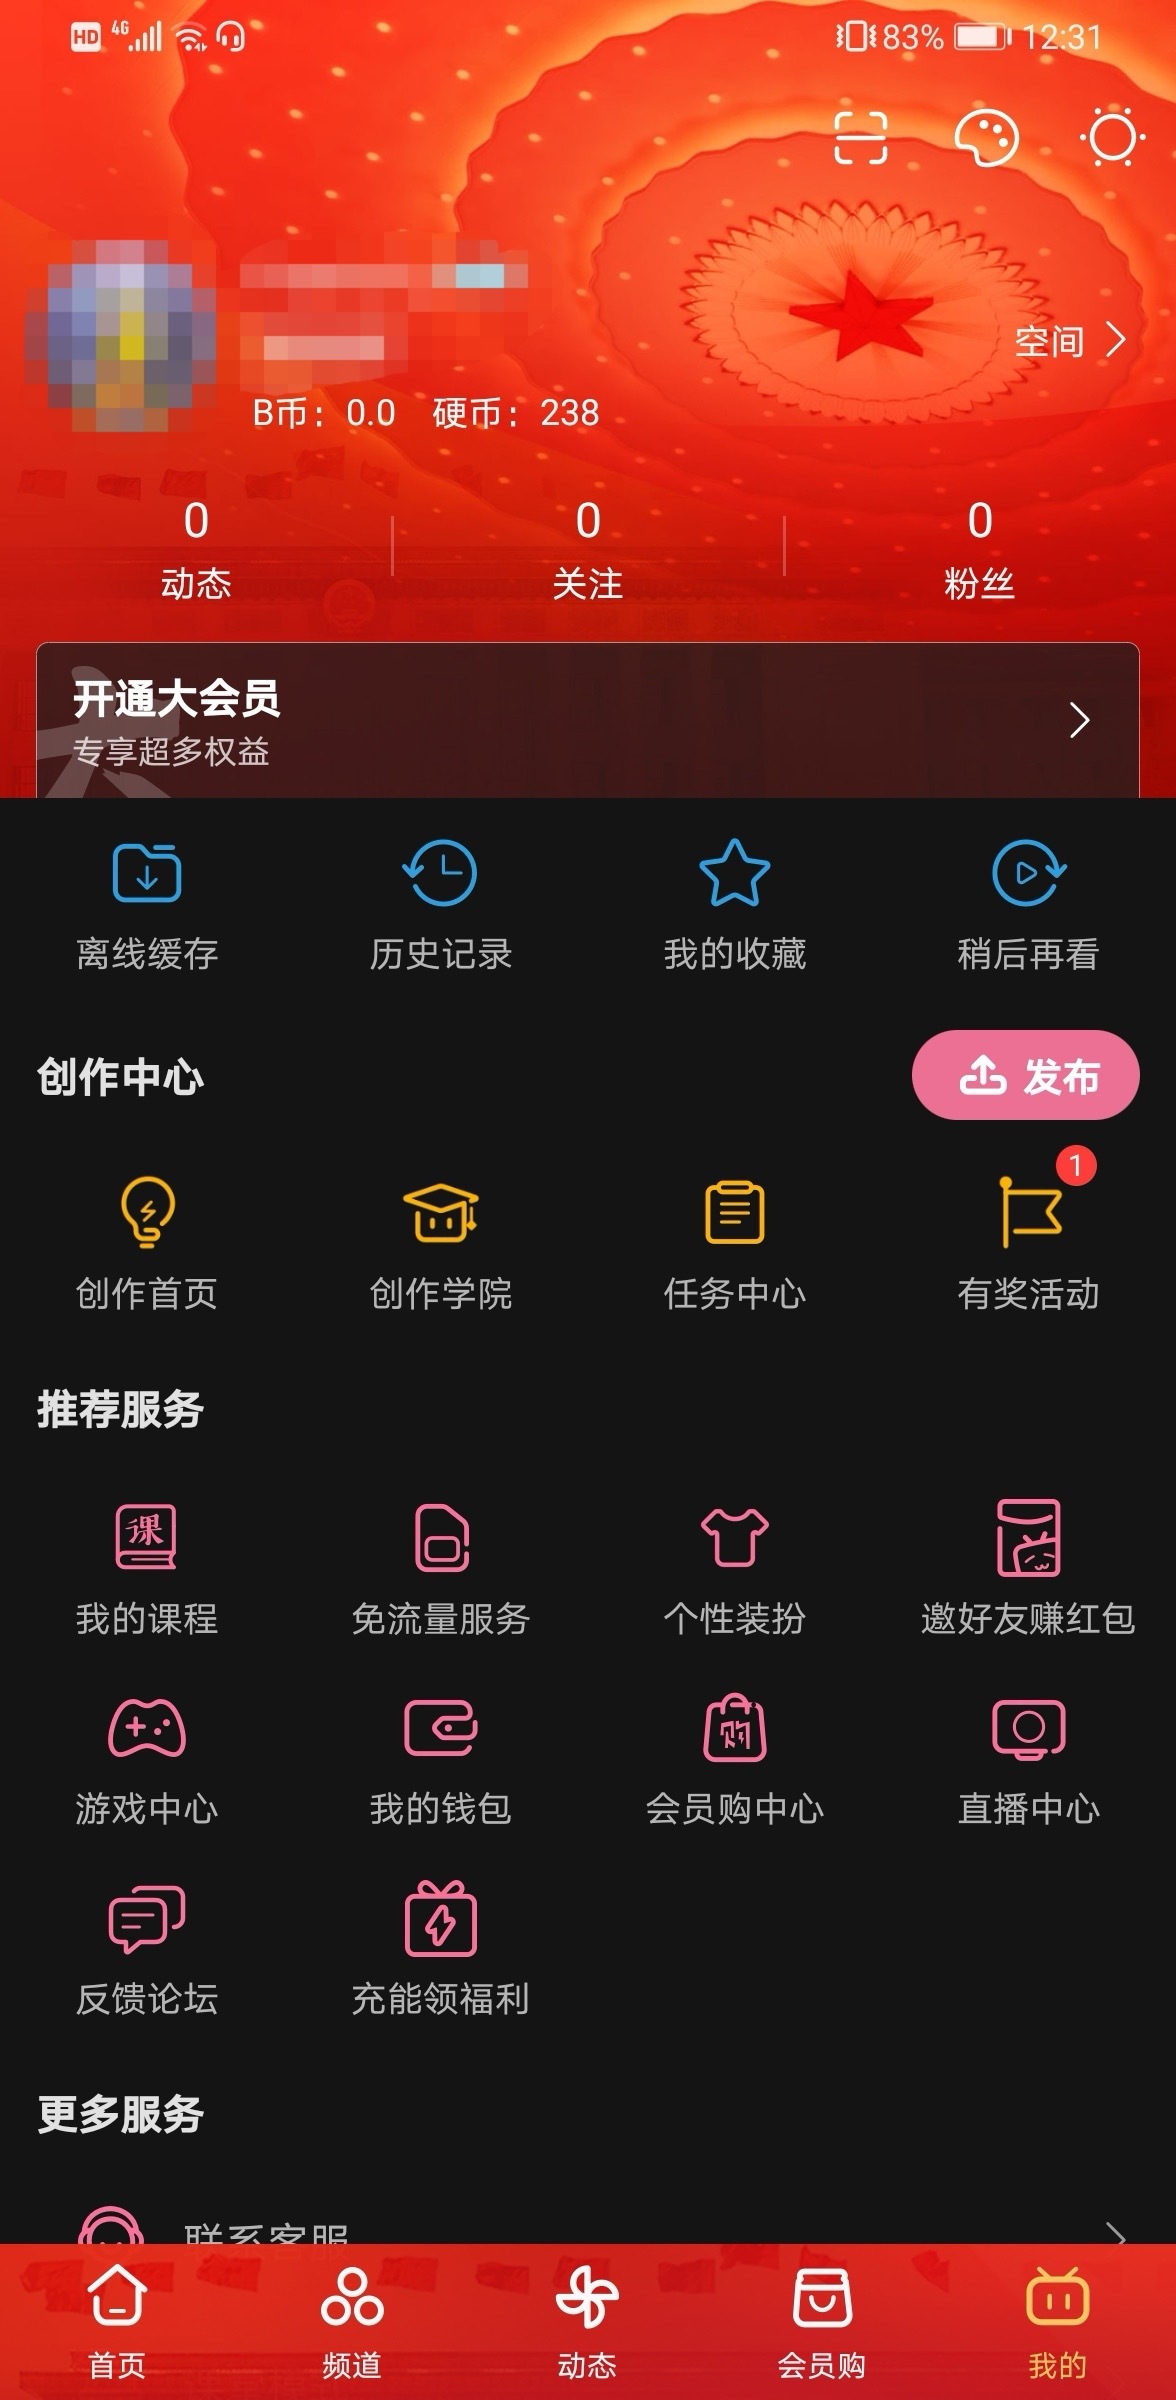 HD 4G 83% 12:31
空间
B币：0.0 硬币：238
0 0 0
动态 关注 粉丝
开通大会员
专享超多权益
离线缓存 历史记录 我的收藏 稍后再看
创作中心 发布
1
创作首页 创作学院 任务中心 有奖活动
推荐服务
课
我的课程 免流量服务 个性装扮 邀好友赚红包
购
游戏中心 我的钱包 会员购中心 直播中心
反馈论坛 充能领福利
更多服务
联系客服
首页 频道 动态 会员购 我的